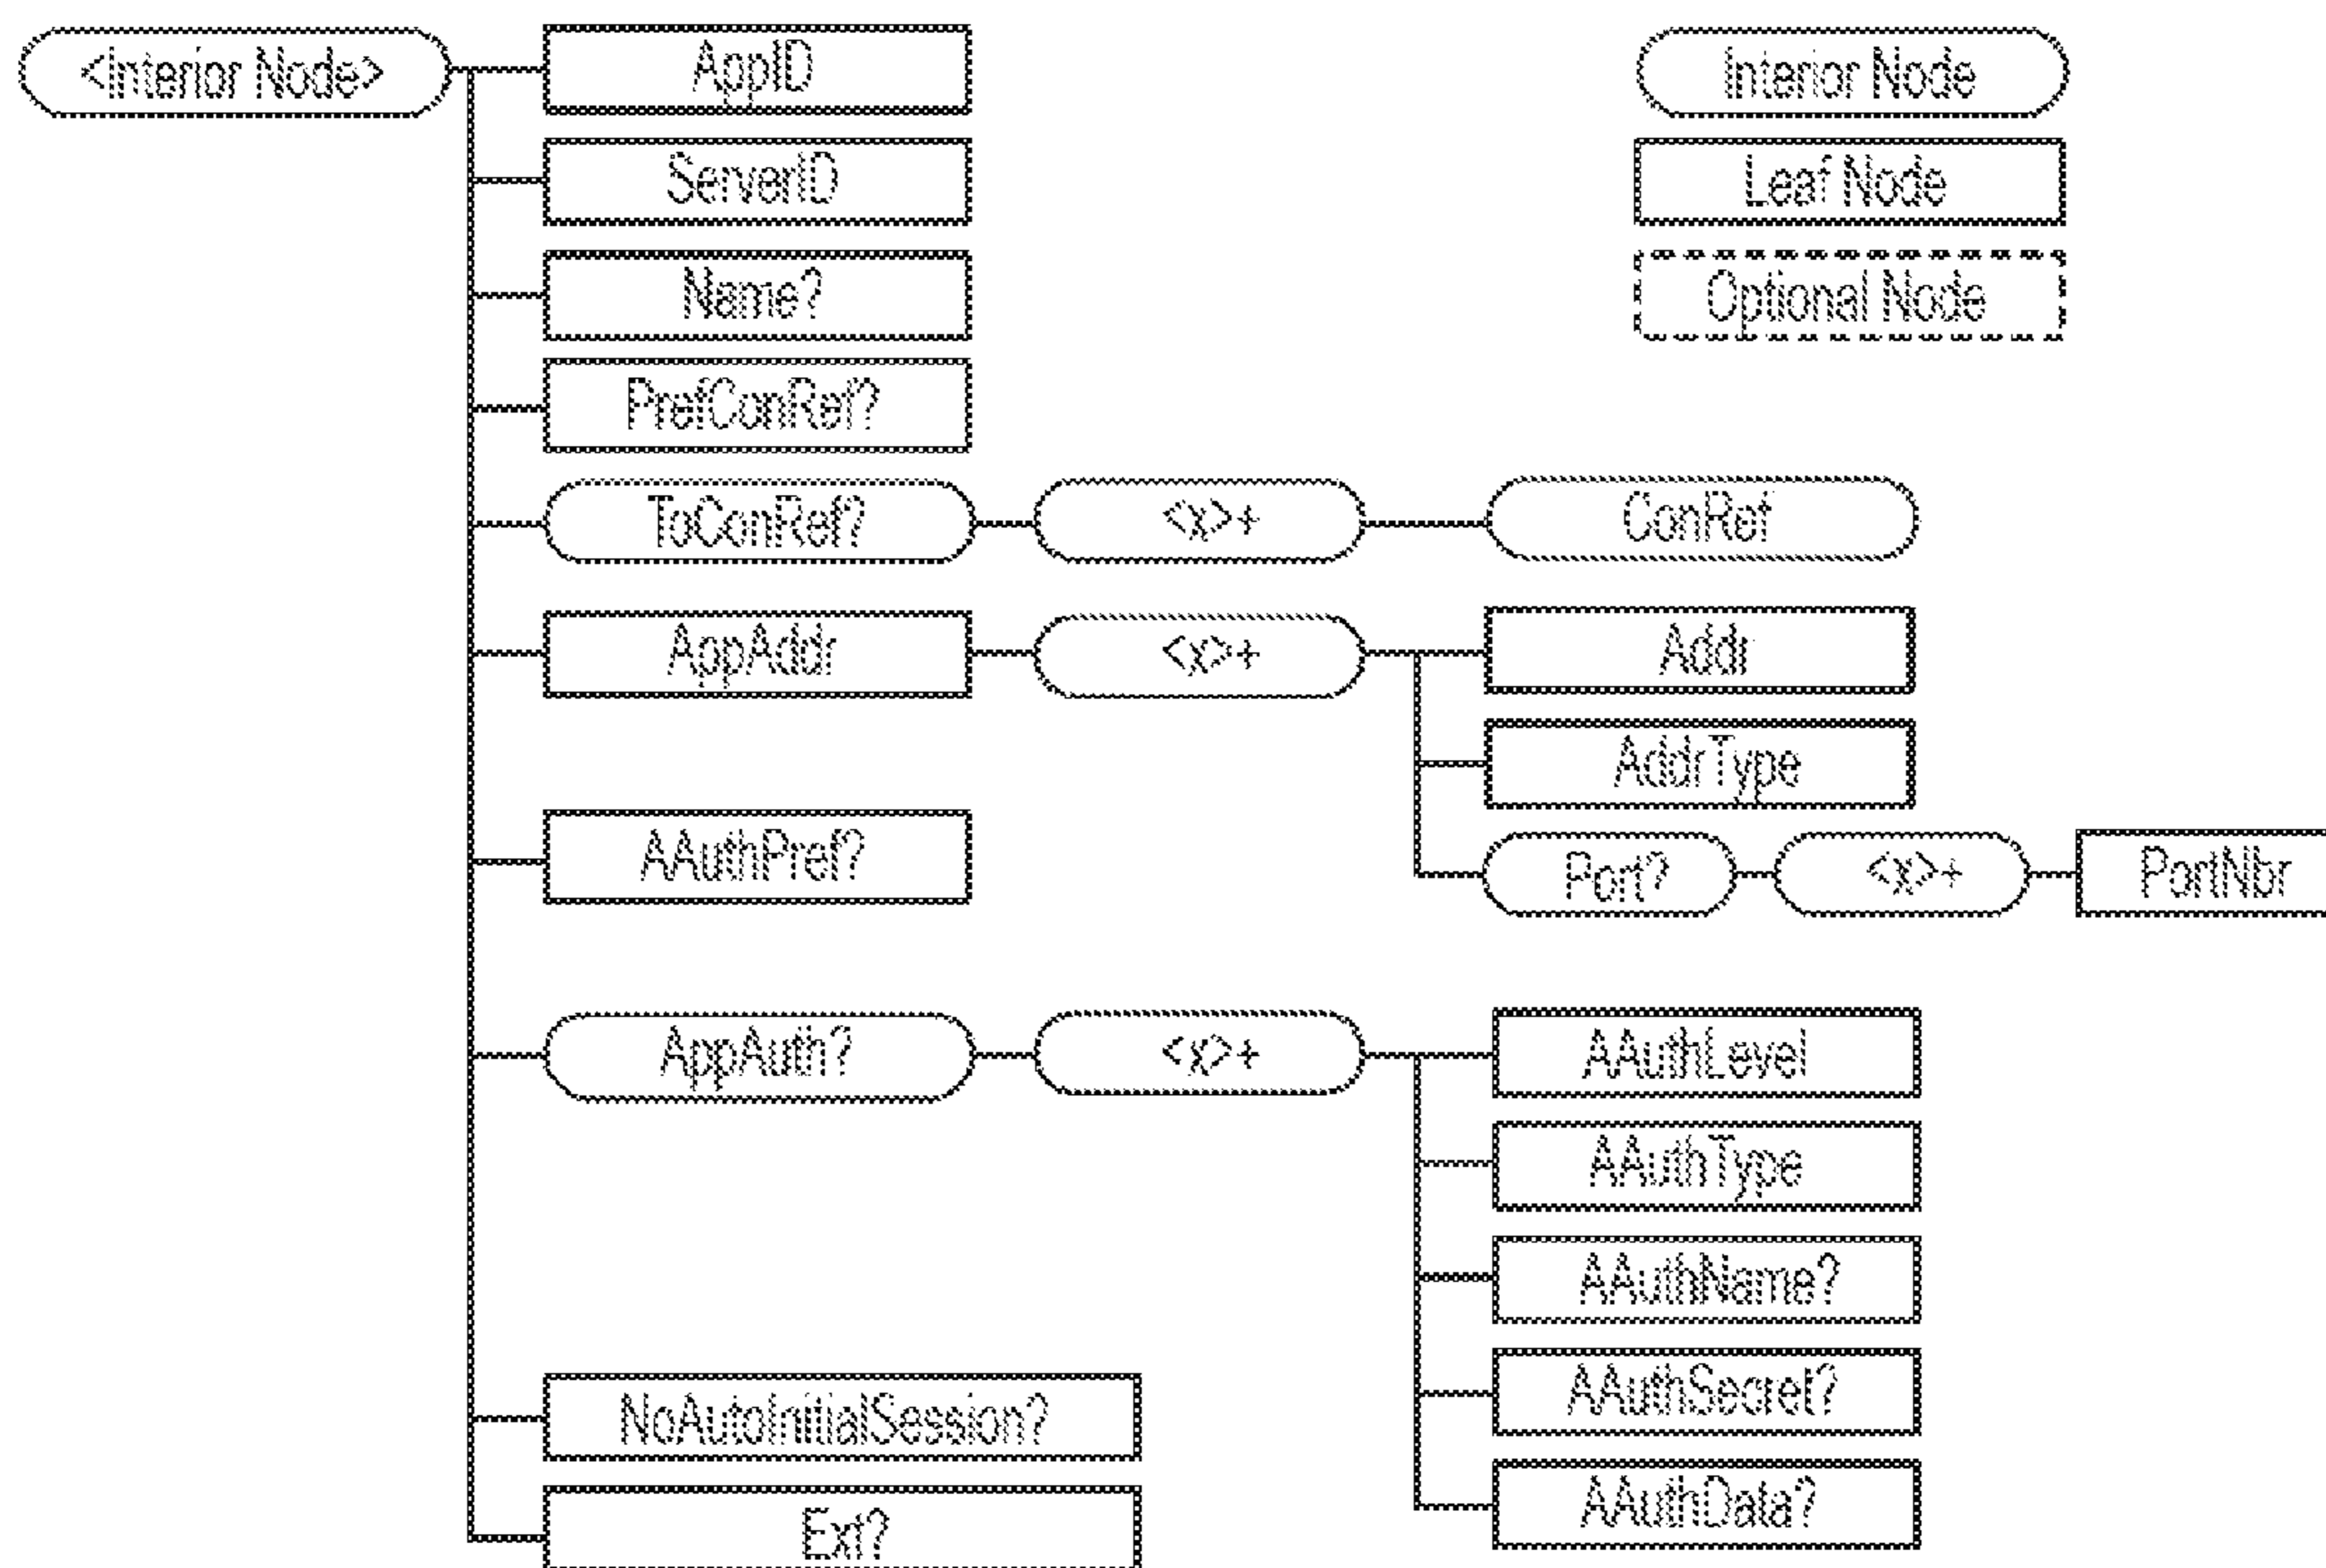 <Interior Node>
AppID
ServerID
Name?
PrefConRef?
ToConRef?
<x>+
ConRef
AppAddr
<x>+
Addr
AddrType
Port?
<x>+
PortNbr
AAuthPref?
AppAuth?
<x>+
AAuthLevel
AAuthType
AAuthName?
AAuthSecret?
AAuthData?
NoAutoInitialSession?
Ext?
Interior Node
Leaf Node
Optional Node